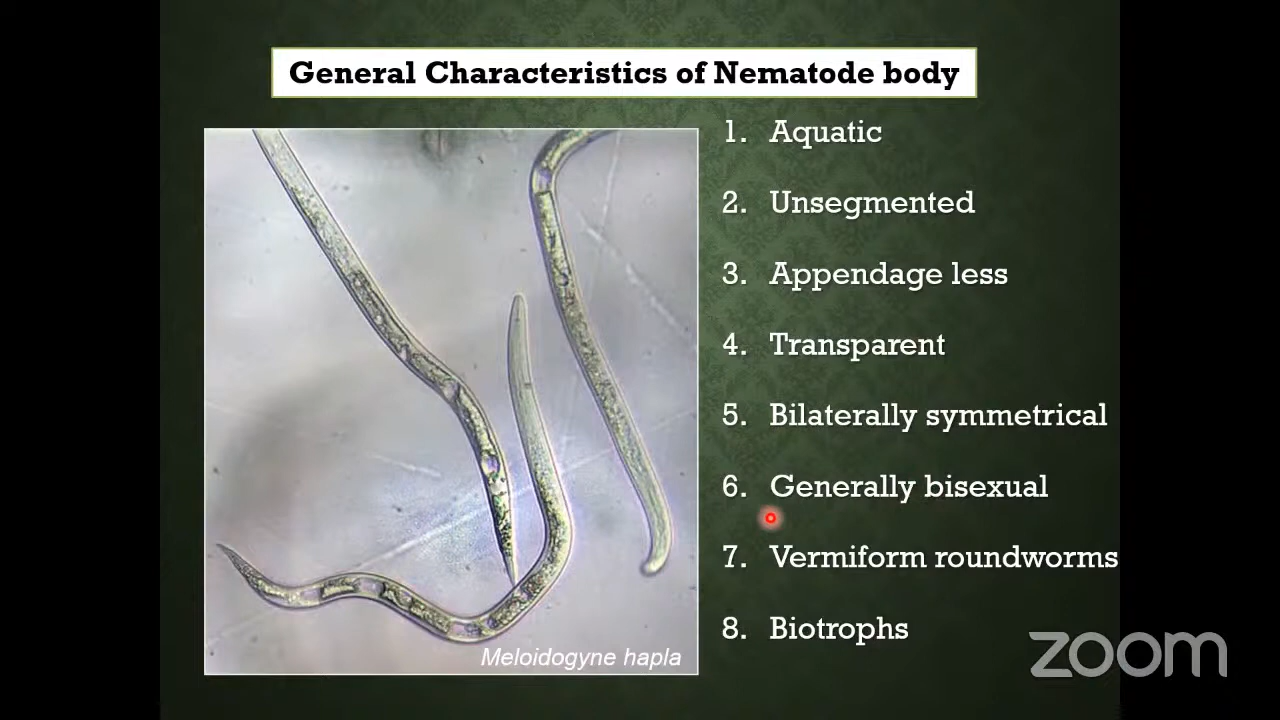 General Characteristics of Nematode body
1. Aquatic
2. Unsegmented
3. Appendage less
4. Transparent
5. Bilaterally symmetrical
6. Generally bisexual
7. Vermiform roundworms
8. Biotrophs
Meloidogyne hapla
zoom